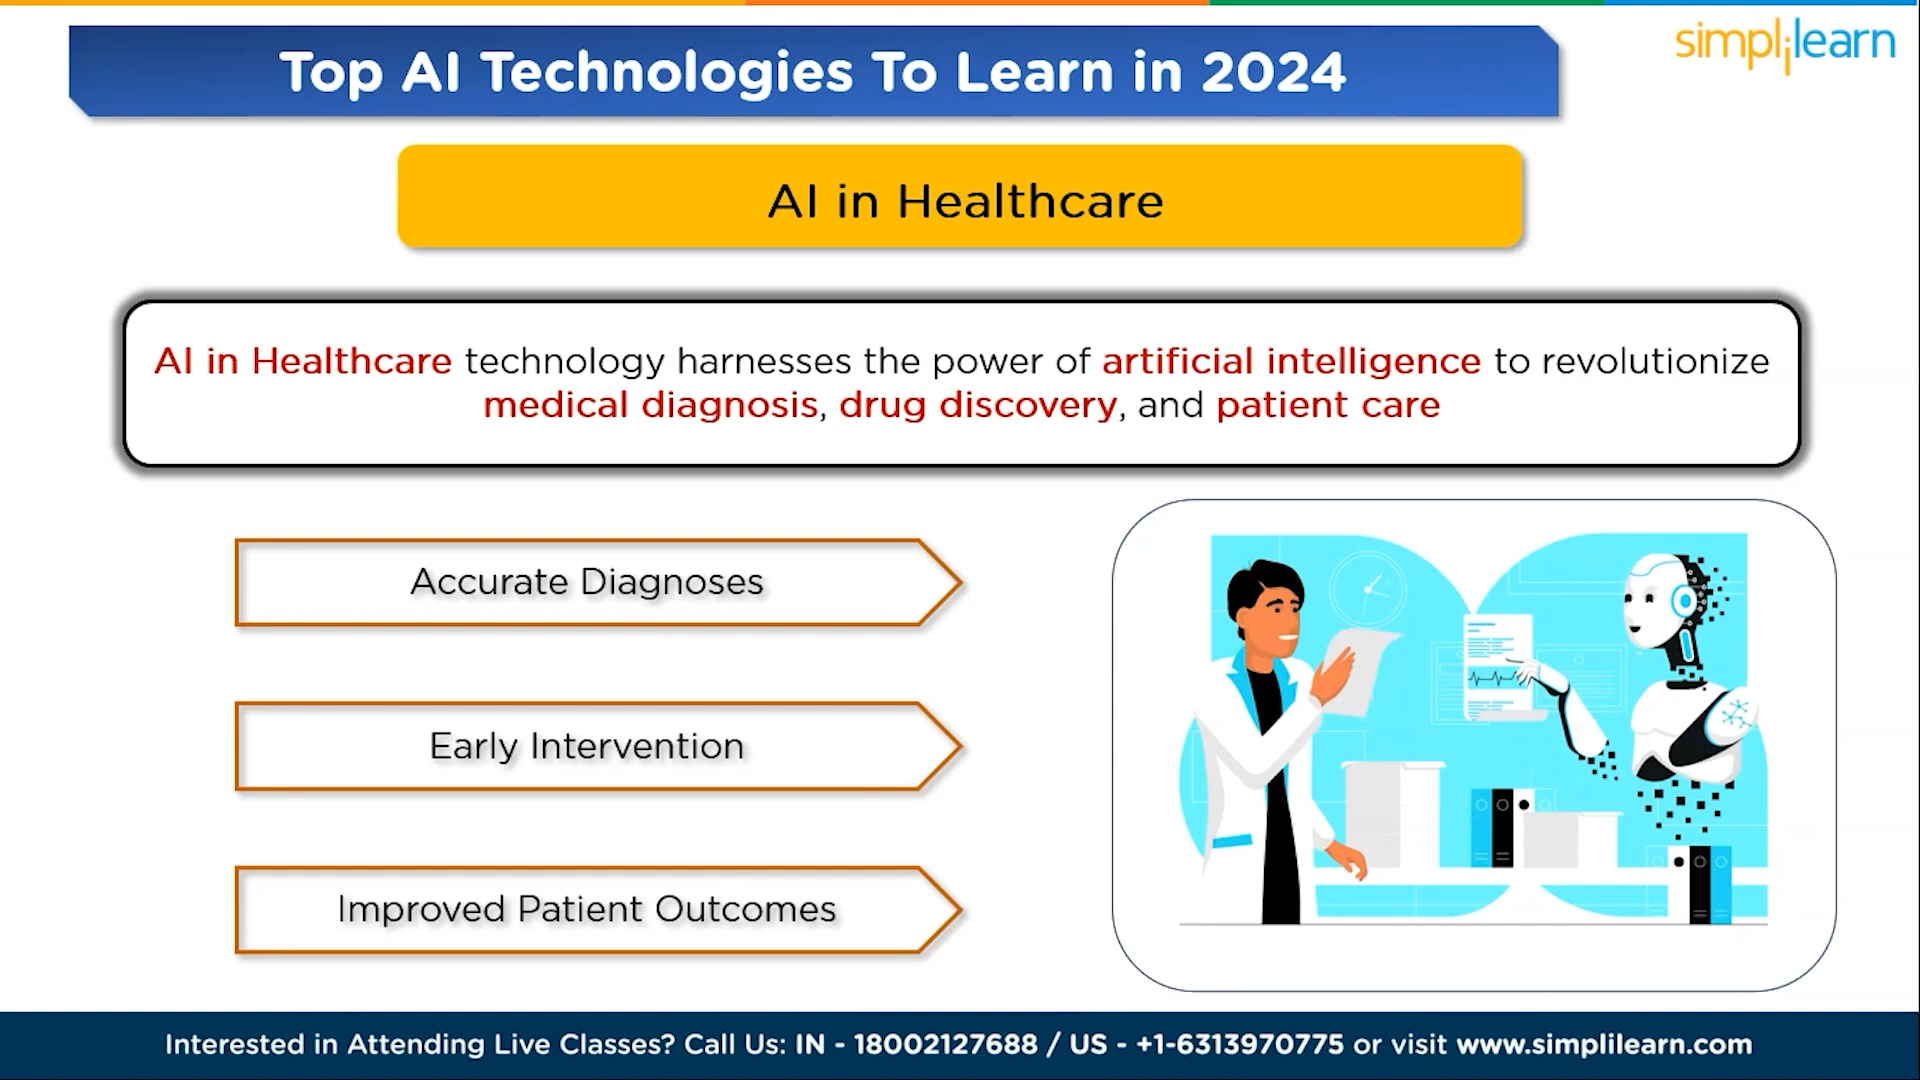 simplilearn
Top AI Technologies To Learn in 2024
AI in Healthcare
AI in Healthcare technology harnesses the power of artificial intelligence to revolutionize
medical diagnosis, drug discovery, and patient care
Accurate Diagnoses
Early Intervention
Improved Patient Outcomes
Interested in Attending Live Classes? Call Us: IN - 18002127688 / US - +1-6313970775 or visit www.simplilearn.com